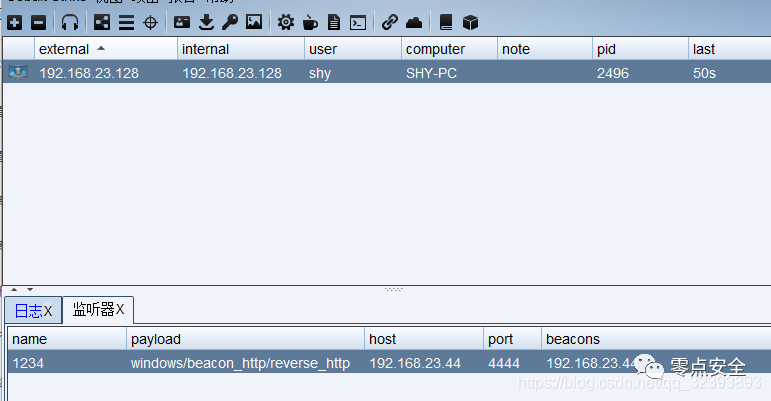 external internal user computer note pid last
192.168.23.128 192.168.23.128 shy SHY-PC 2496 50s
日志X 监听器X
name payload host port beacons
1234 windows/beacon_http/reverse_http 192.168.23.44 4444 192.168.23.44
零点安全
https://blog.csdn.net/qq_32393893